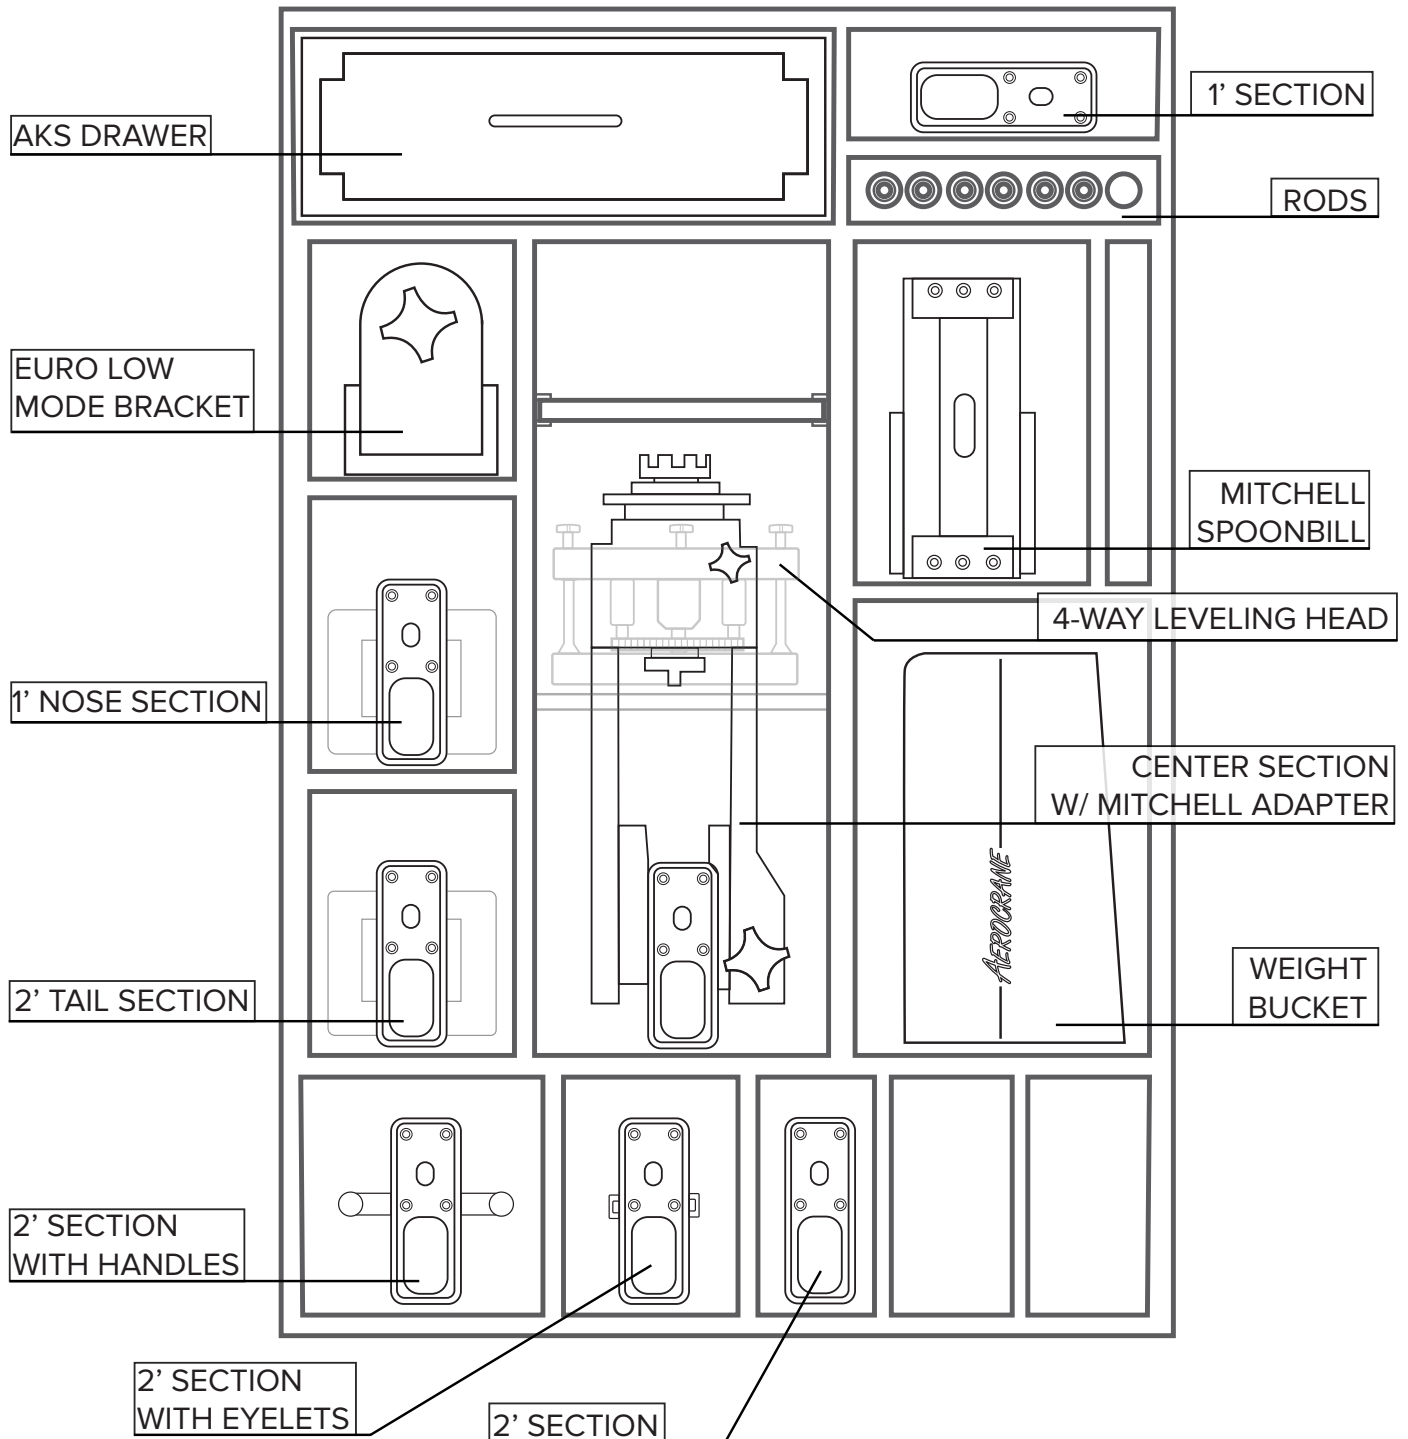 1’ SECTION
AKS DRAWER
RODS
EURO LOW
MODE BRACKET
MITCHELL
SPOONBILL
4-WAY LEVELING HEAD
1’ NOSE SECTION
CENTER SECTION
W/ MITCHELL ADAPTER
AEROCRANE
WEIGHT
BUCKET
2’ TAIL SECTION
2’ SECTION
WITH HANDLES
2’ SECTION
WITH EYELETS
2’ SECTION